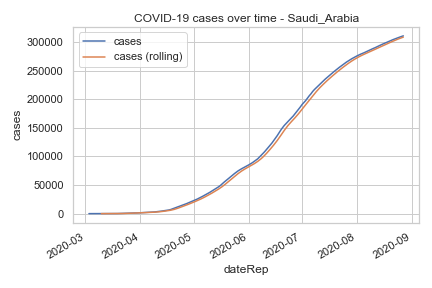 COVID-19 cases over time - Saudi_Arabia
cases
cases (rolling)
300000
250000
200000
150000
100000
50000
0
cases
2020-03
2020-04
2020-05
2020-06
2020-07
2020-08
2020-09
dateRep